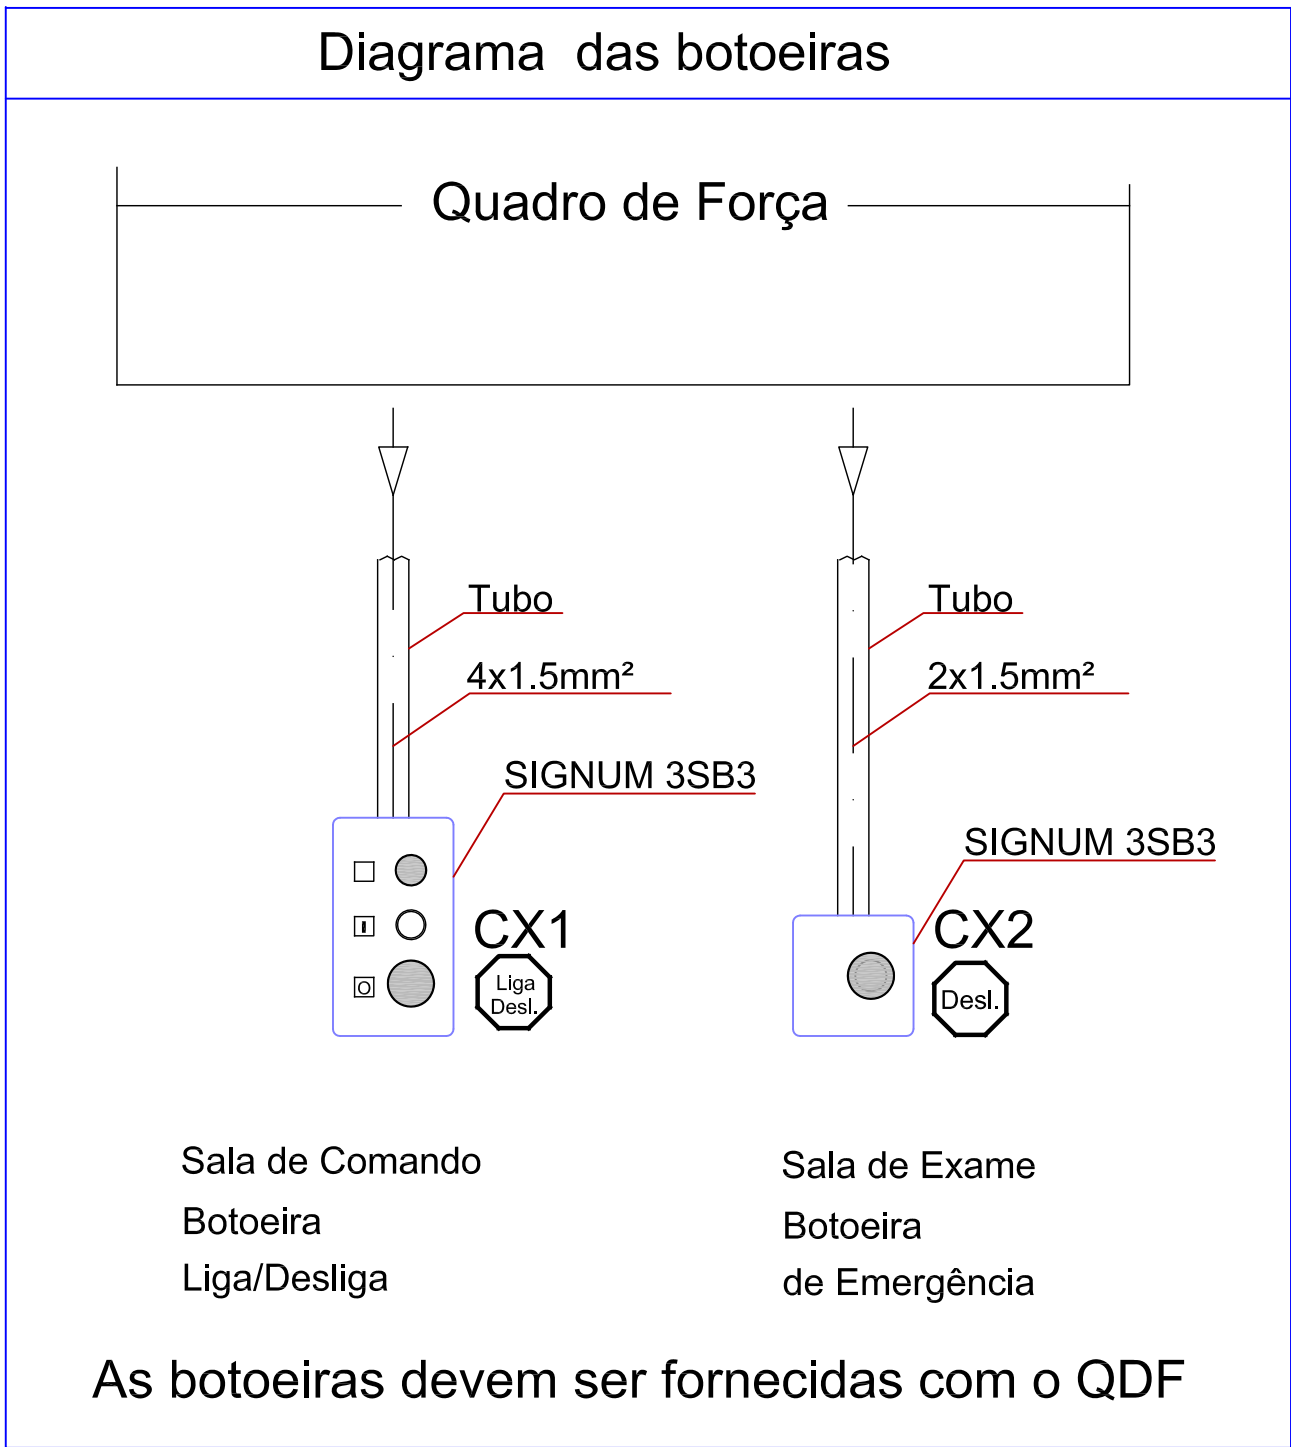 Diagrama das botoeiras
Quadro de Força
Tubo
4x1.5mm²
SIGNUM 3SB3
CX1
Liga
Desl.
Tubo
2x1.5mm²
SIGNUM 3SB3
CX2
Desl.
Sala de Comando
Botoeira
Liga/Desliga
Sala de Exame
Botoeira
de Emergência
As botoeiras devem ser fornecidas com o QDF